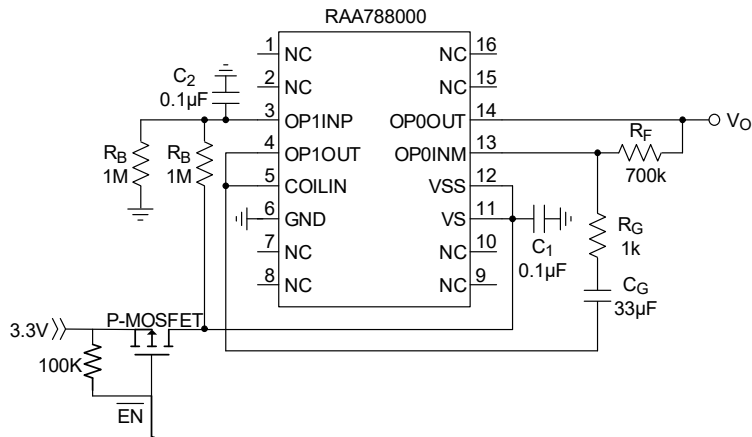 RAA788000
1 NC
NC 16
2 NC
NC 15
C2
0.1µF
3 OP1INP
OP0OUT 14
VO
4 OP1OUT
OP0INM 13
RF
700k
RB
1M
RB
1M
5 COILIN
VSS 12
6 GND
VS 11
C1
0.1µF
RG
1k
7 NC
NC 10
8 NC
NC 9
CG
33µF
3.3V
P-MOSFET
100K
EN